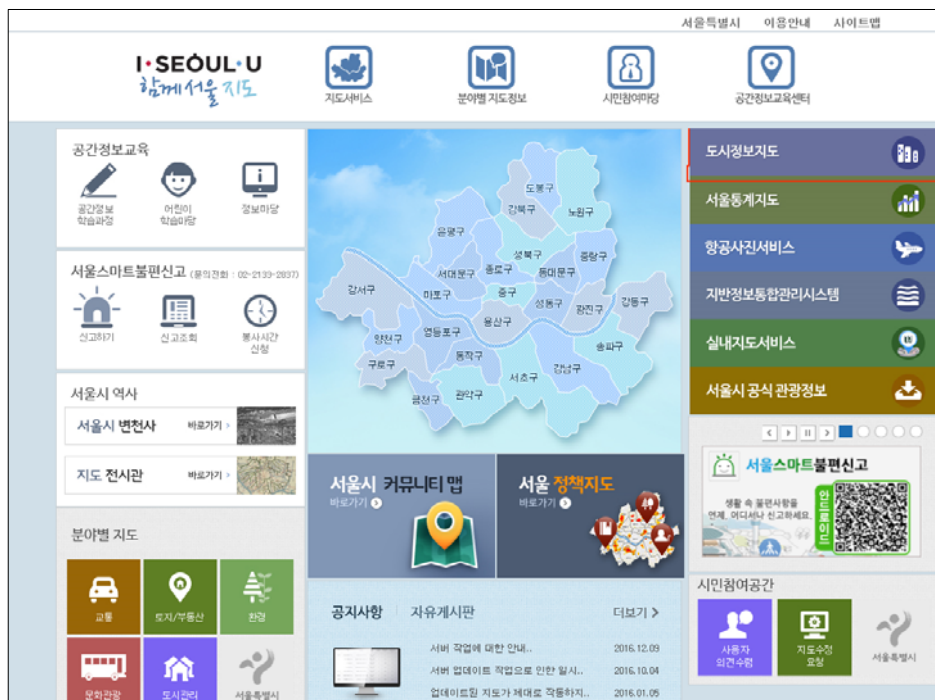 서울특별시 이용안내 사이트맵
I·SEOUL·U
함께서울 지도
지도서비스
분야별 지도정보
시민참여마당
공간정보교육센터
공간정보교육
공간정보
학습과정
어린이
학습마당
정보마당
서울스마트불편신고 (문의전화 : 02-2133-2837)
신고하기
신고조회
봉사시간
신청
서울시 역사
서울시 변천사 바로가기 >
지도 전시관 바로가기 >
분야별 지도
교통
토지/부동산
환경
문화관광
도시관리
서울특별시
도봉구
강북구
노원구
은평구
성북구
중랑구
서대문구
종로구
동대문구
강서구
마포구
중구
성동구
광진구
강동구
용산구
양천구
영등포구
동작구
송파구
구로구
서초구
강남구
금천구
관악구
서울시 커뮤니티 맵
바로가기
서울 정책지도
바로가기
공지사항 자유게시판 더보기 >
서버 작업에 대한 안내.. 2016.12.09
서버 업데이트 작업으로 인한 일시.. 2016.10.04
업데이트된 지도가 제대로 작동하지.. 2016.01.05
도시정보지도
서울통계지도
항공사진서비스
지반정보통합관리시스템
실내지도서비스
서울시 공식 관광정보
서울스마트불편신고
생활 속 불편사항을
언제, 어디서나 신고하세요.
안드로이드
시민참여공간
사용자
의견수렴
지도수정
요청
서울특별시